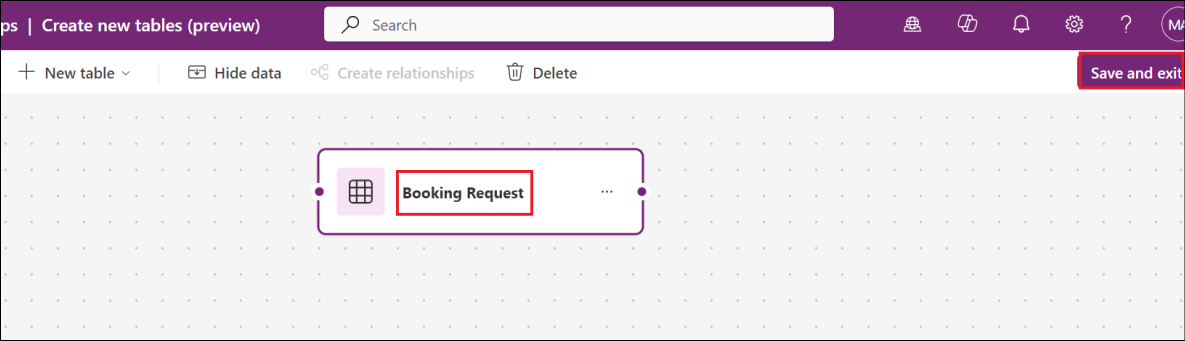 ps | Create new tables (preview)
Search
MA
New table
Hide data
Create relationships
Delete
Save and exit
Booking Request